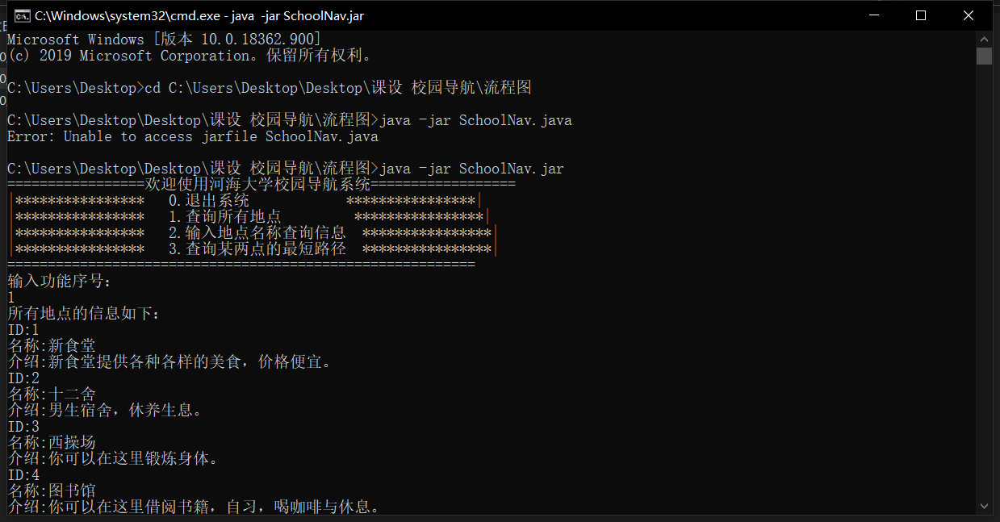 C:\Windows\system32\cmd.exe - java  -jar SchoolNav.jar
Microsoft Windows [版本 10.0.18362.900]
(c) 2019 Microsoft Corporation。保留所有权利。
C:\Users\Desktop>cd C:\Users\Desktop\Desktop\课设 校园导航\流程图
C:\Users\Desktop\Desktop\课设 校园导航\流程图>java -jar SchoolNav.java
Error: Unable to access jarfile SchoolNav.java
C:\Users\Desktop\Desktop\课设 校园导航\流程图>java -jar SchoolNav.jar
=================欢迎使用河海大学校园导航系统==================
|****************   0.退出系统            ****************|
|****************   1.查询所有地点         ****************|
|****************   2.输入地点名称查询信息  ****************|
|****************   3.查询某两点的最短路径  ****************|
==========================================================
输入功能序号:
1
所有地点的信息如下:
ID:1
名称:新食堂
介绍:新食堂提供各种各样的美食，价格便宜。
ID:2
名称:十二舍
介绍:男生宿舍，休养生息。
ID:3
名称:西操场
介绍:你可以在这里锻炼身体。
ID:4
名称:图书馆
介绍:你可以在这里借阅书籍，自习，喝咖啡与休息。